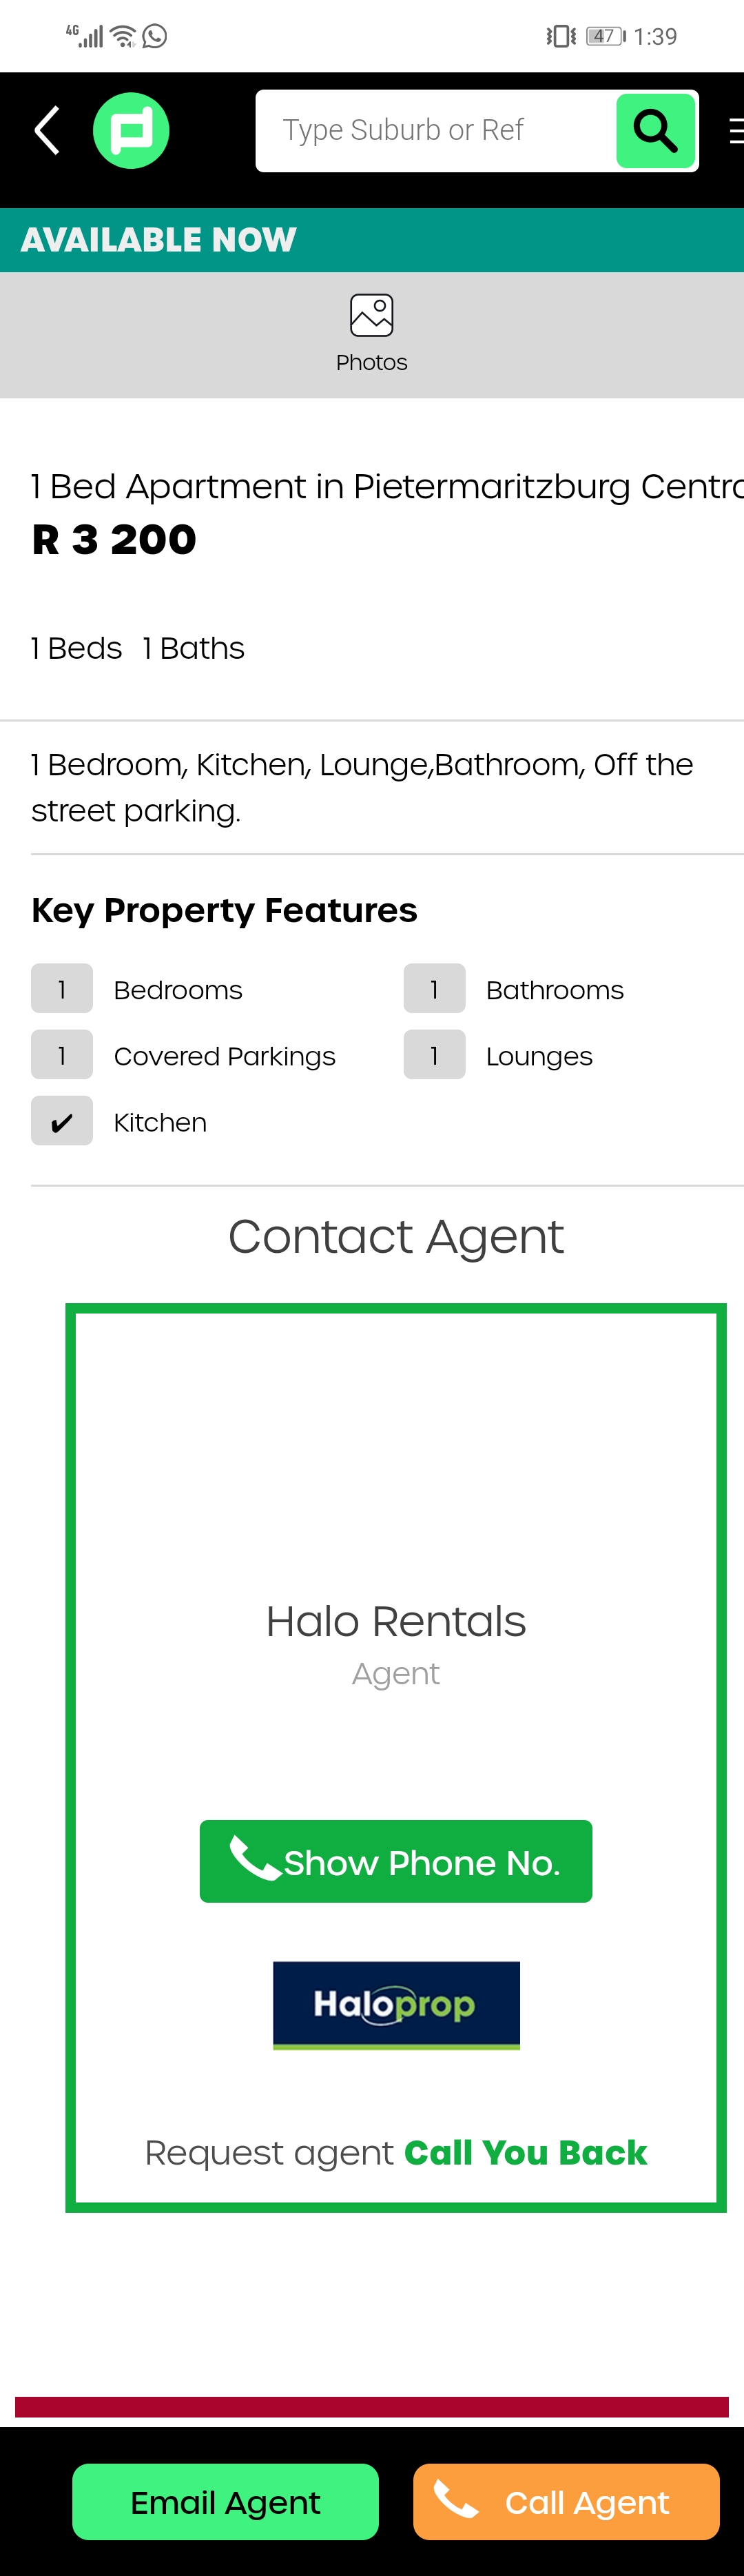 4G 47 1:39
Type Suburb or Ref
AVAILABLE NOW
Photos
1 Bed Apartment in Pietermaritzburg Centra
R 3 200
1 Beds 1 Baths
1 Bedroom, Kitchen, Lounge,Bathroom, Off the
street parking.
Key Property Features
1 Bedrooms 1 Bathrooms
1 Covered Parkings 1 Lounges
✔ Kitchen
Contact Agent
Halo Rentals
Agent
Show Phone No.
Haloprop
Request agent Call You Back
Email Agent Call Agent